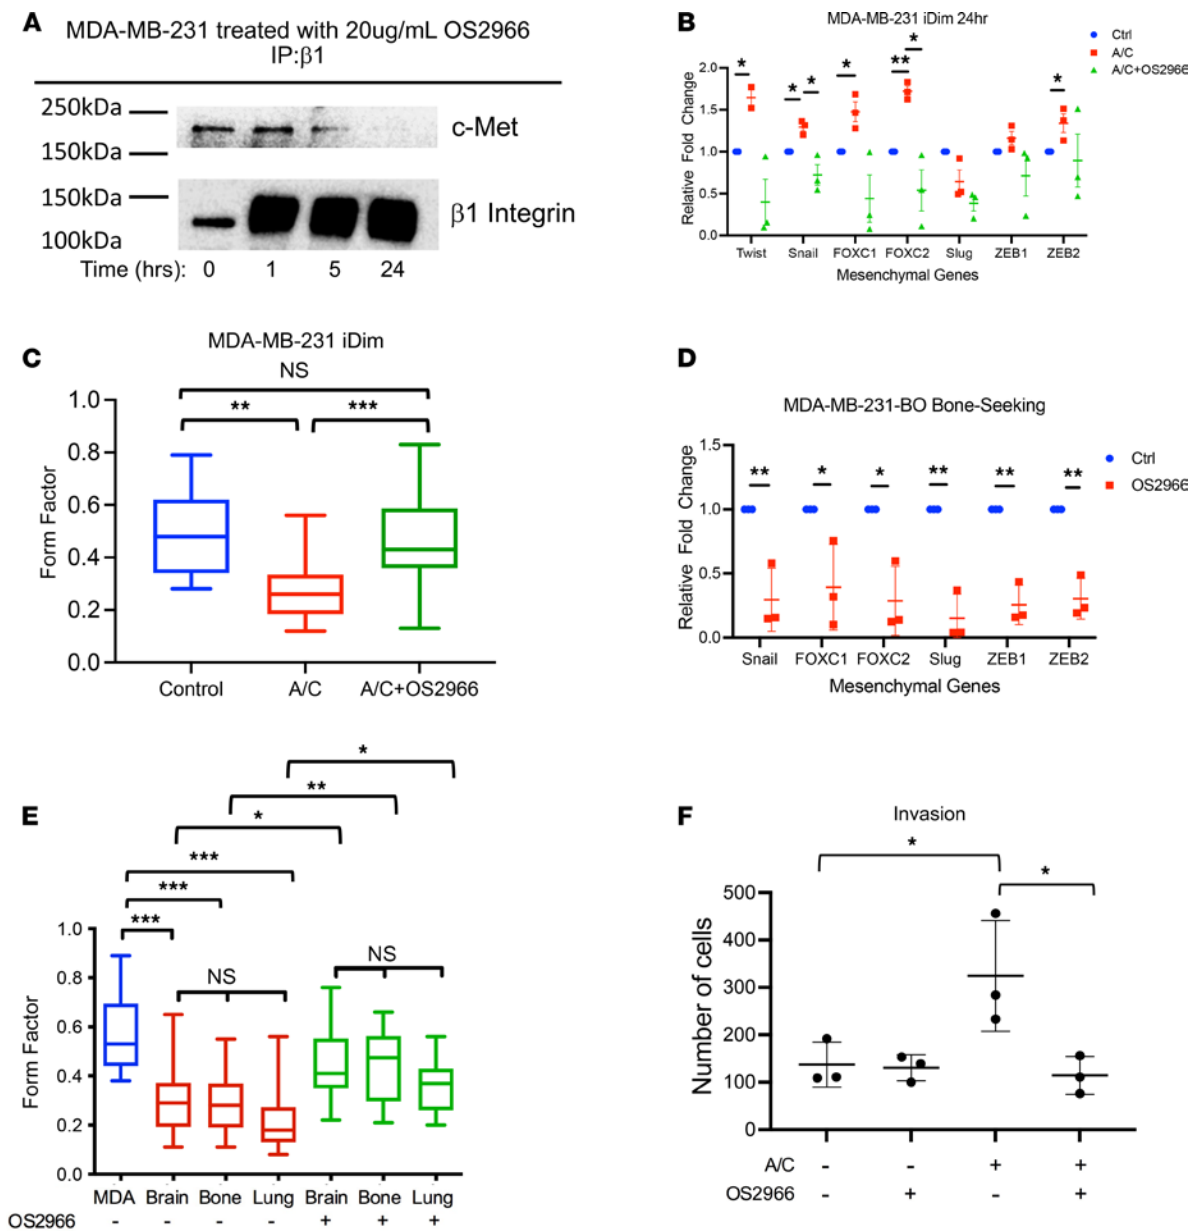 A
MDA-MB-231 treated with 20ug/mL OS2966
IP:β1
250kDa
150kDa
c-Met
150kDa
100kDa
β1 Integrin
Time (hrs): 0 1 5 24
B
MDA-MB-231 iDim 24hr
Ctrl
A/C
A/C+OS2966
* * * * ** * *
Relative Fold Change
2.0
1.5
1.0
0.5
0.0
Twist Snail FOXC1 FOXC2 Slug ZEB1 ZEB2
Mesenchymal Genes
C
MDA-MB-231 iDim
NS
** ***
Form Factor
1.0
0.8
0.6
0.4
0.2
0.0
Control A/C A/C+OS2966
D
MDA-MB-231-BO Bone-Seeking
Ctrl
OS2966
** * * ** ** **
Relative Fold Change
1.5
1.0
0.5
0.0
Snail FOXC1 FOXC2 Slug ZEB1 ZEB2
Mesenchymal Genes
E
*
**
*
***
***
***
NS
NS
Form Factor
1.0
0.8
0.6
0.4
0.2
0.0
MDA Brain Bone Lung Brain Bone Lung
OS2966 - - - - + + +
F
Invasion
*
*
Number of cells
500
400
300
200
100
0
A/C - - + +
OS2966 - + - +